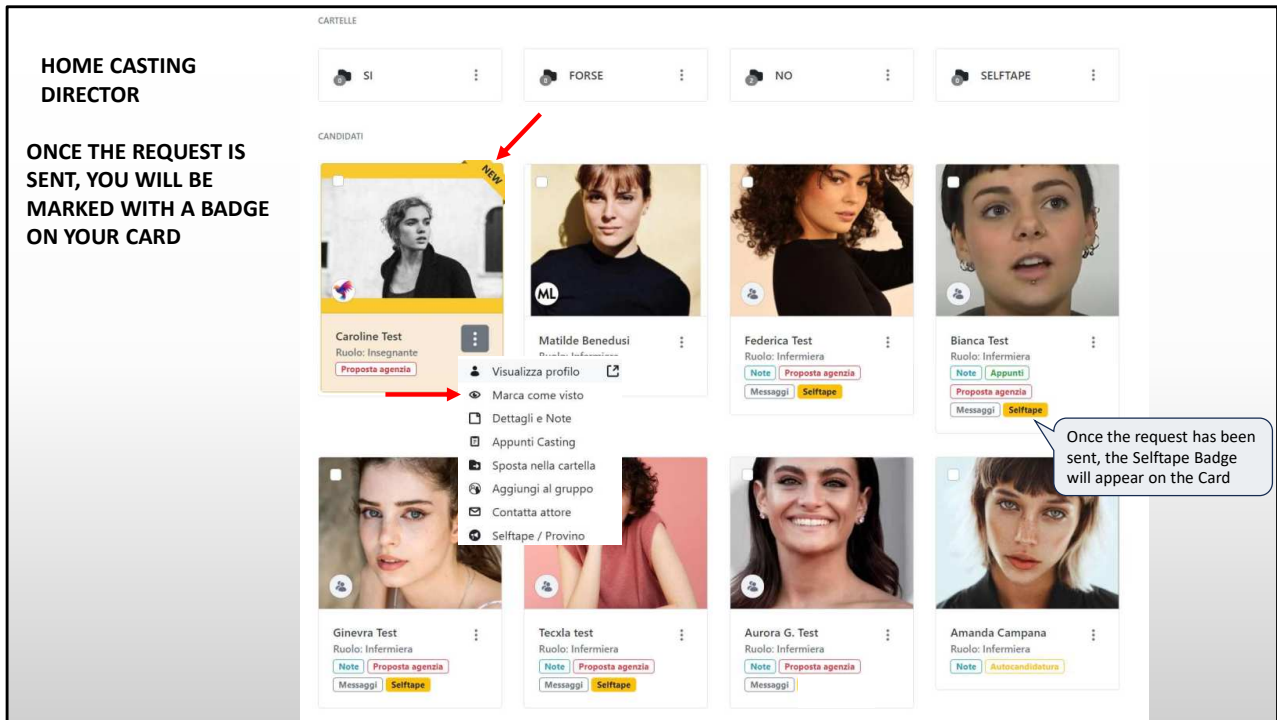 CARTELLE
HOME CASTING
DIRECTOR
ONCE THE REQUEST IS
SENT, YOU WILL BE
MARKED WITH A BADGE
ON YOUR CARD
SI
FORSE
NO
SELFTAPE
CANDIDATI
NEW
ML
Caroline Test
Ruolo: Insegnante
Proposta agenzia
Matilde Benedusi
Ruolo: Infermiera
Federica Test
Ruolo: Infermiera
Note Proposta agenzia
Messaggi Selftape
Bianca Test
Ruolo: Infermiera
Note Appunti
Proposta agenzia
Messaggi Selftape
Visualizza profilo
Marca come visto
Dettagli e Note
Appunti Casting
Sposta nella cartella
Aggiungi al gruppo
Contatta attore
Selftape / Provino
Once the request has been
sent, the Selftape Badge
will appear on the Card
Ginevra Test
Ruolo: Infermiera
Note Proposta agenzia
Messaggi Selftape
Tecxla test
Ruolo: Infermiera
Note Proposta agenzia
Messaggi Selftape
Aurora G. Test
Ruolo: Infermiera
Note Proposta agenzia
Messaggi
Amanda Campana
Ruolo: Infermiera
Note Autocandidatura